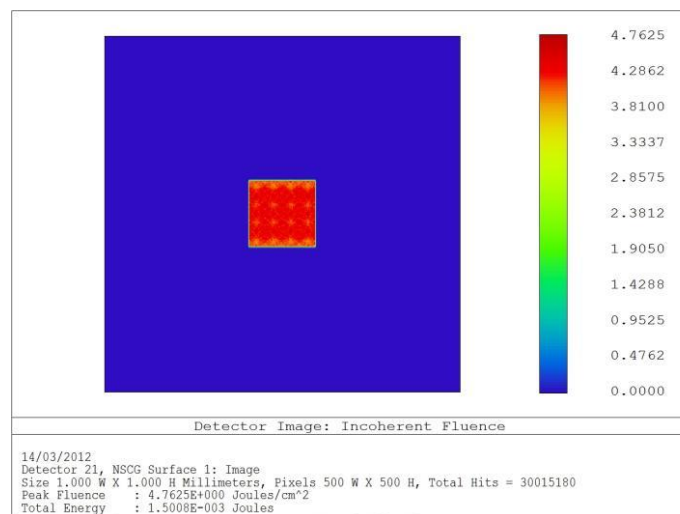 4.7625
4.2862
3.8100
3.3337
2.8575
2.3812
1.9050
1.4288
0.9525
0.4762
0.0000
Detector Image: Incoherent Fluence
14/03/2012
Detector 21, NSCG Surface 1: Image
Size 1.000 W X 1.000 H Millimeters, Pixels 500 W X 500 H, Total Hits = 30015180
Peak Fluence : 4.7625E+000 Joules/cm^2
Total Energy : 1.5008E-003 Joules